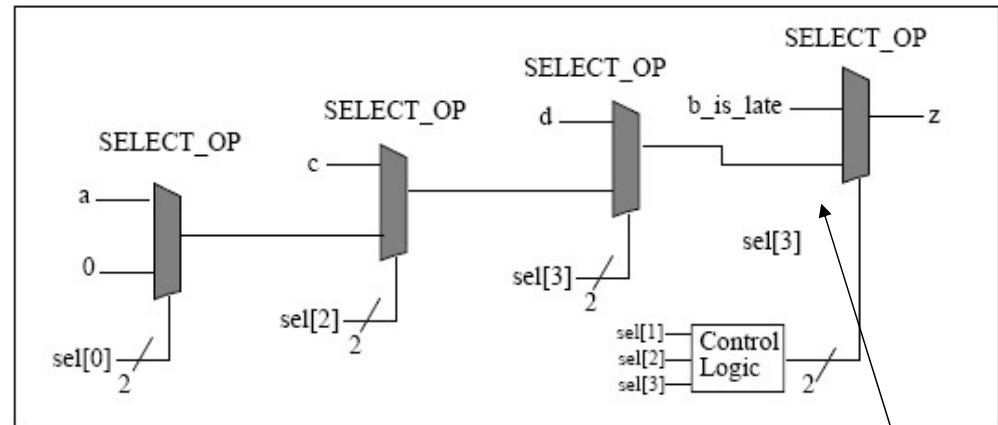 SELECT_OP
SELECT_OP
SELECT_OP
SELECT_OP
b_is_late
z
d
c
a
0
sel[3]
sel[3]
2
sel[2]
2
sel[0]
2
sel[1]
sel[2]
sel[3]
Control
Logic
2